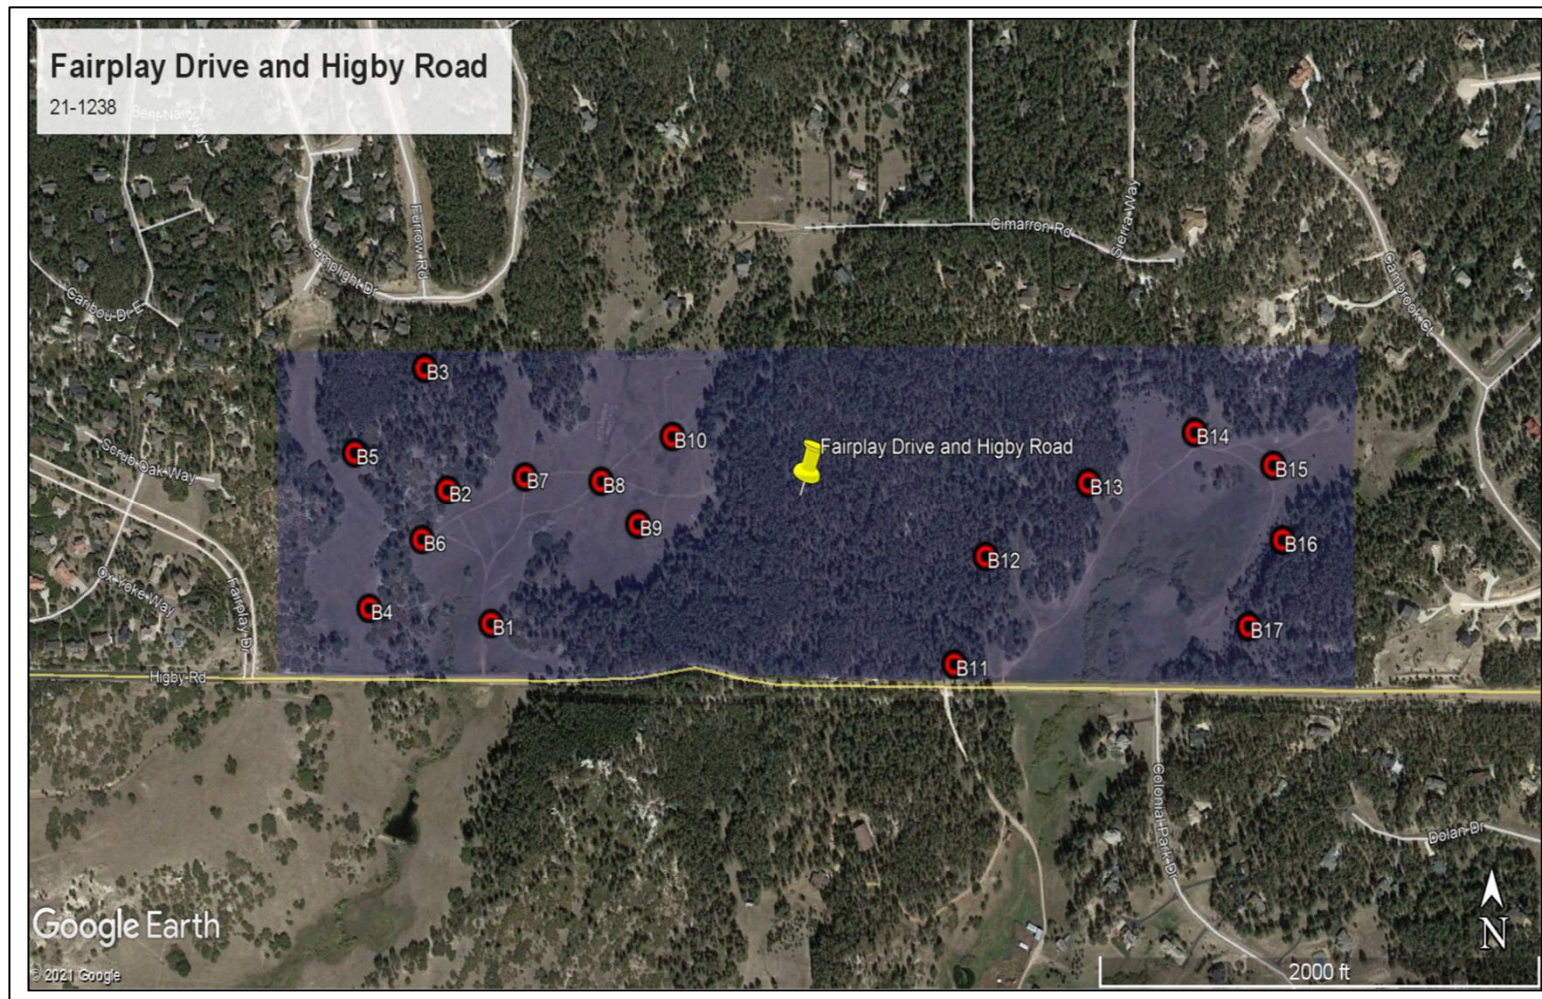 Fairplay Drive and Higby Road
21-1238
Furrow Rd
Lamplight Dr
Caribou Dr E
Cimarron Rd
Sierra Way
Cambrook Ct
B3
B10
B14
Fairplay Drive and Higby Road
B5
B15
Scrub Oak Way
B7
B8
B13
B2
B9
B6
B16
B12
Ox Yoke Way
Fairplay Dr
B4
B1
B17
B11
Higby Rd
Colonial Park Dr
Dolan Dr
Google Earth
N
2000 ft
© 2021 Google